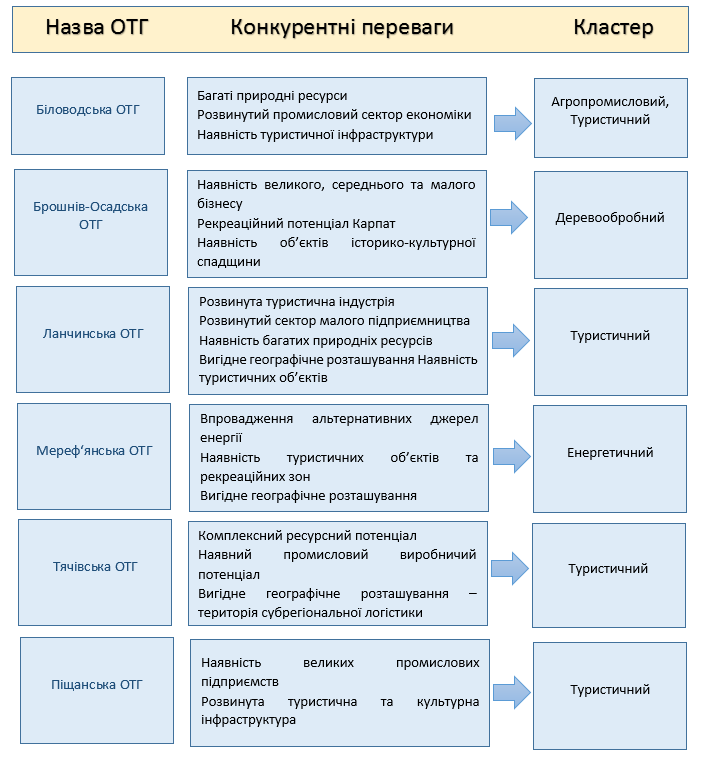 Назва ОТГ Конкурентні переваги Кластер
Біловодська ОТГ
Багаті природні ресурси
Розвинутий промисловий сектор економіки
Наявність туристичної інфраструктури
Агропромисловий,
Туристичний
Брошнів-Осадська
ОТГ
Наявність великого, середнього та малого
бізнесу
Рекреаційний потенціал Карпат
Наявність об’єктів історико-культурної
спадщини
Деревообробний
Ланчинська ОТГ
Розвинута туристична індустрія
Розвинутий сектор малого підприємництва
Наявність багатих природніх ресурсів
Вигідне географічне розташування Наявність
туристичних об’єктів
Туристичний
Мереф‘янська ОТГ
Впровадження альтернативних джерел
енергії
Наявність туристичних об’єктів та
рекреаційних зон
Вигідне географічне розташування
Енергетичний
Тячівська ОТГ
Комплексний ресурсний потенціал
Наявний промисловий виробничий
потенціал
Вигідне географічне розташування –
територія субрегіональної логістики
Туристичний
Піщанська ОТГ
Наявність великих промислових
підприємств
Розвинута туристична та культурна
інфраструктура
Туристичний